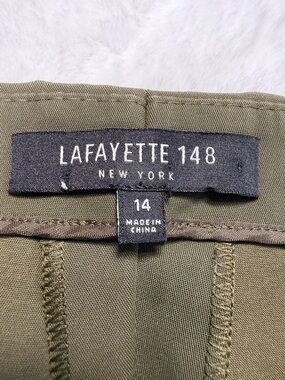 LAFAYETTE 148
NEW YORK
14
MADE IN
CHINA